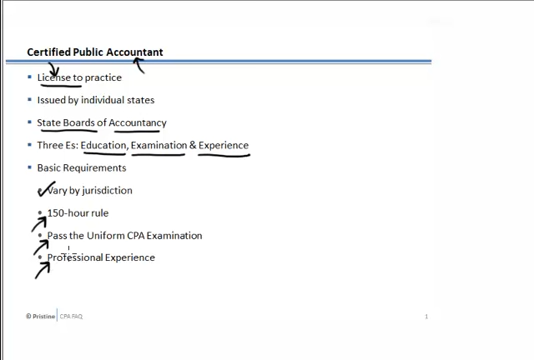 Certified Public Accountant
License to practice
Issued by individual states
State Boards of Accountancy
Three Es: Education, Examination & Experience
Basic Requirements
Vary by jurisdiction
150-hour rule
Pass the Uniform CPA Examination
Professional Experience
© Pristine CPA FAQ 1